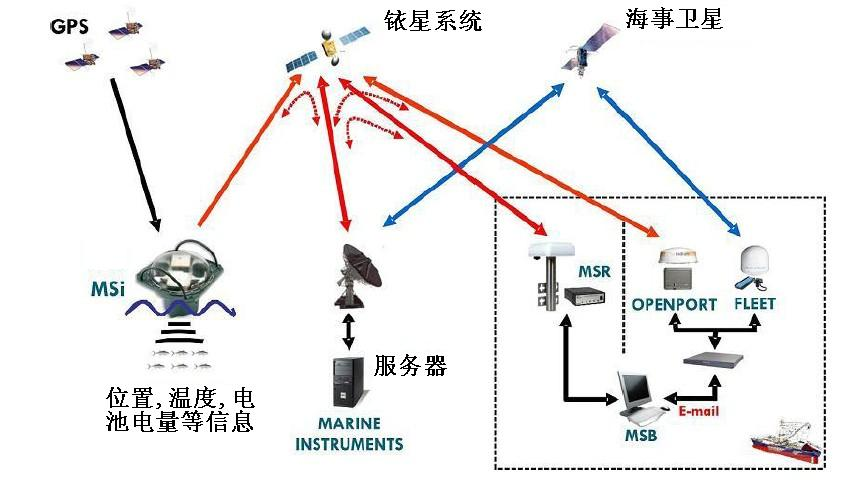 GPS
铱星系统
海事卫星
MSi
MSR
OPENPORT
FLEET
服务器
位置,温度,电
池电量等信息
MARINE
INSTRUMENTS
E-mail
MSB